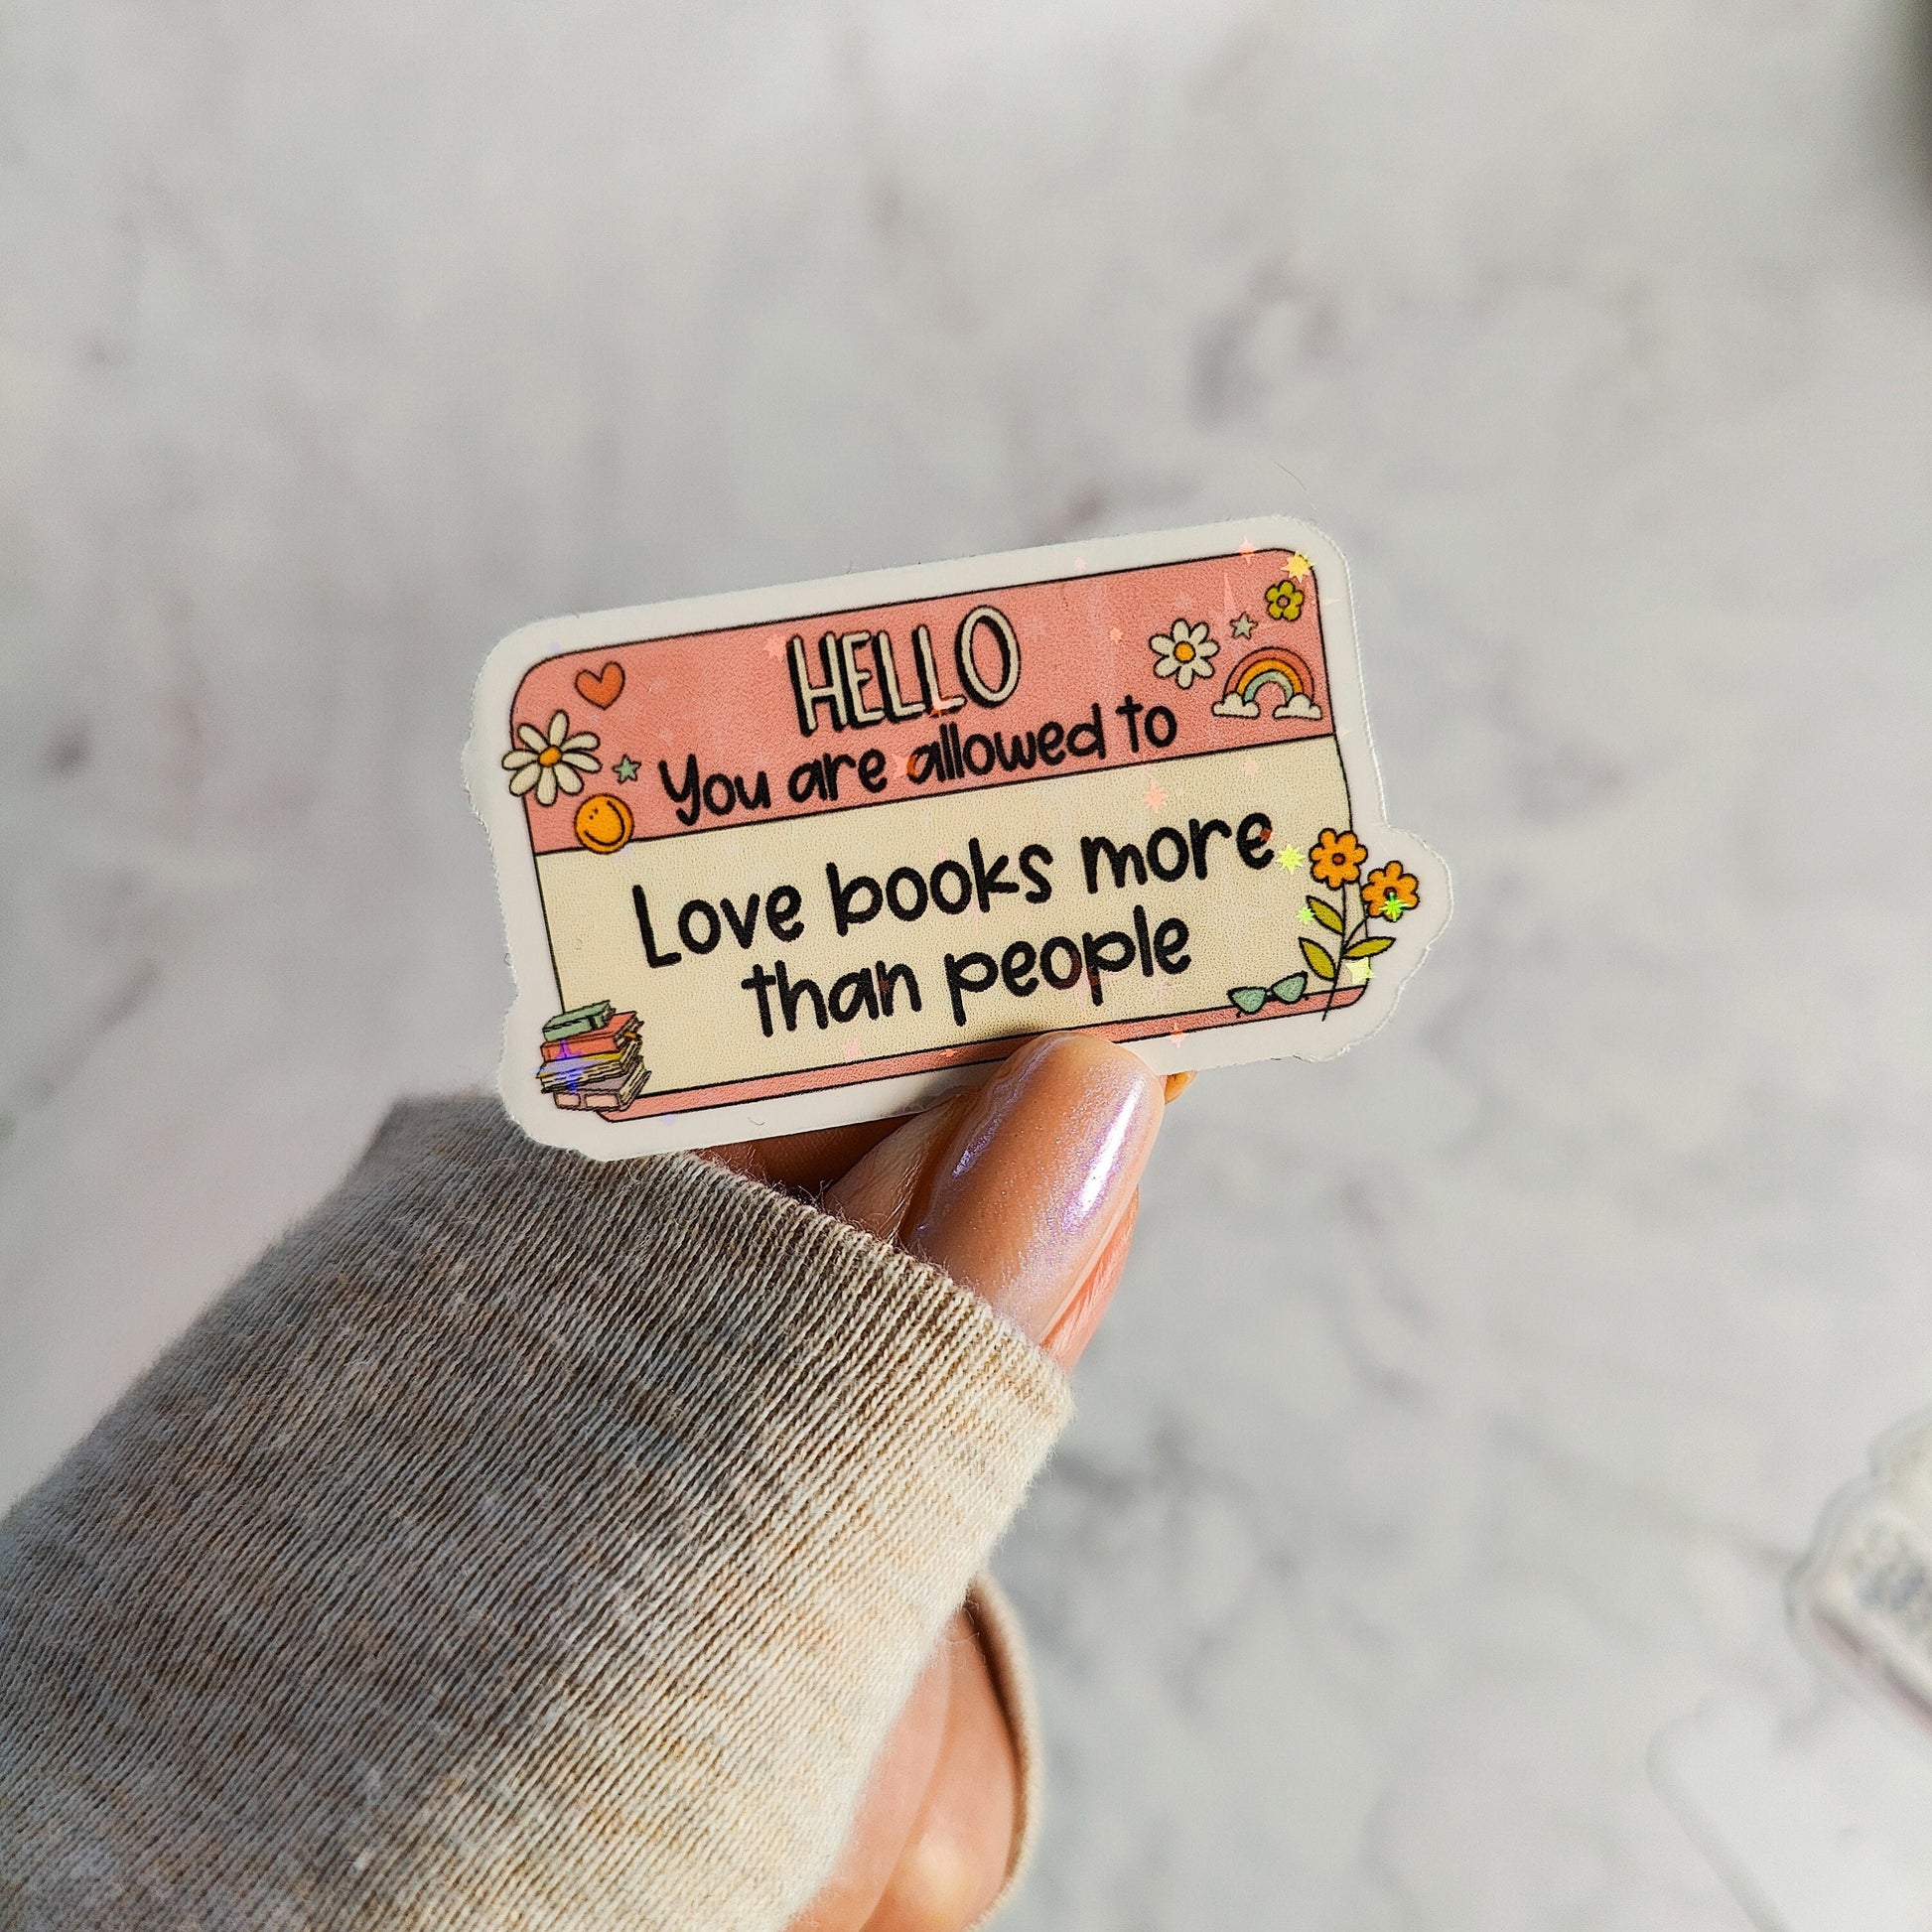 HELLO
You are allowed to
Love books more
than people